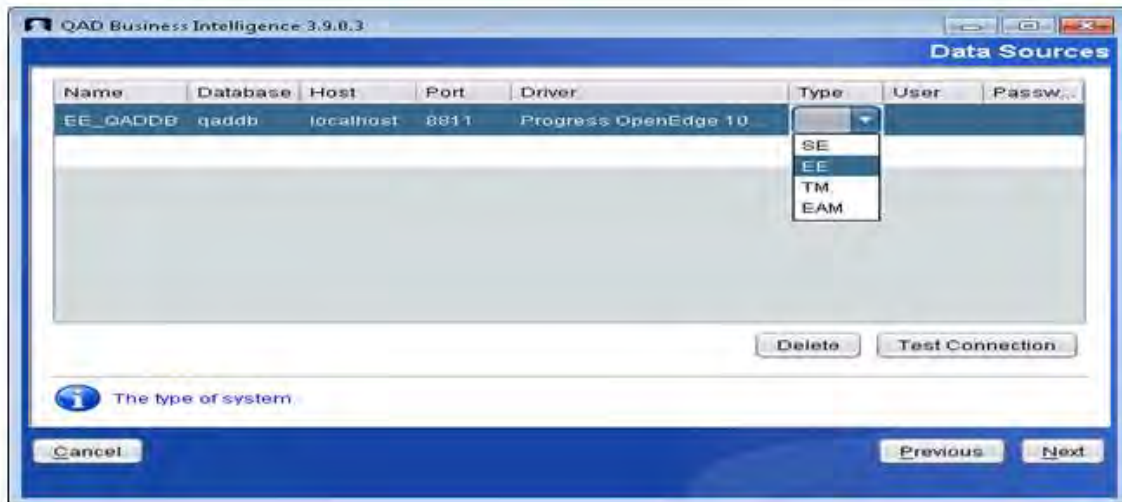 QAD Business Intelligence 3.9.0.3
Data Sources
Name Database Host Port Driver Type User Passw...
EE_QADDB qaddb localhost 8811 Progress OpenEdge 10...
SE
EE
TM
EAM
Delete Test Connection
The type of system
Cancel Previous Next